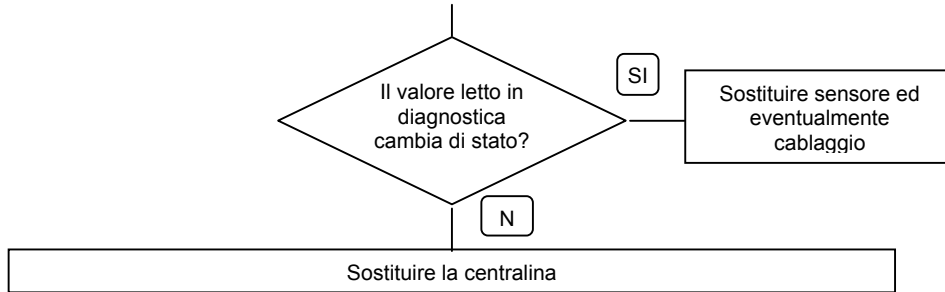 Il valore letto in
diagnostica
cambia di stato?
SI
Sostituire sensore ed
eventualmente
cablaggio
N
Sostituire la centralina